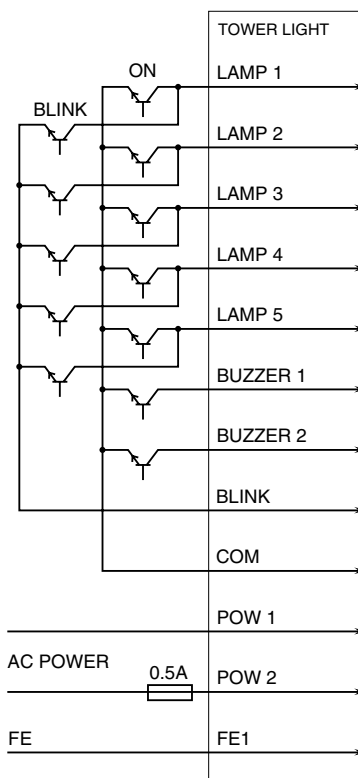 TOWER LIGHT
ON
LAMP 1
BLINK
LAMP 2
LAMP 3
LAMP 4
LAMP 5
BUZZER 1
BUZZER 2
BLINK
COM
POW 1
AC POWER
0.5A
POW 2
FE
FE1